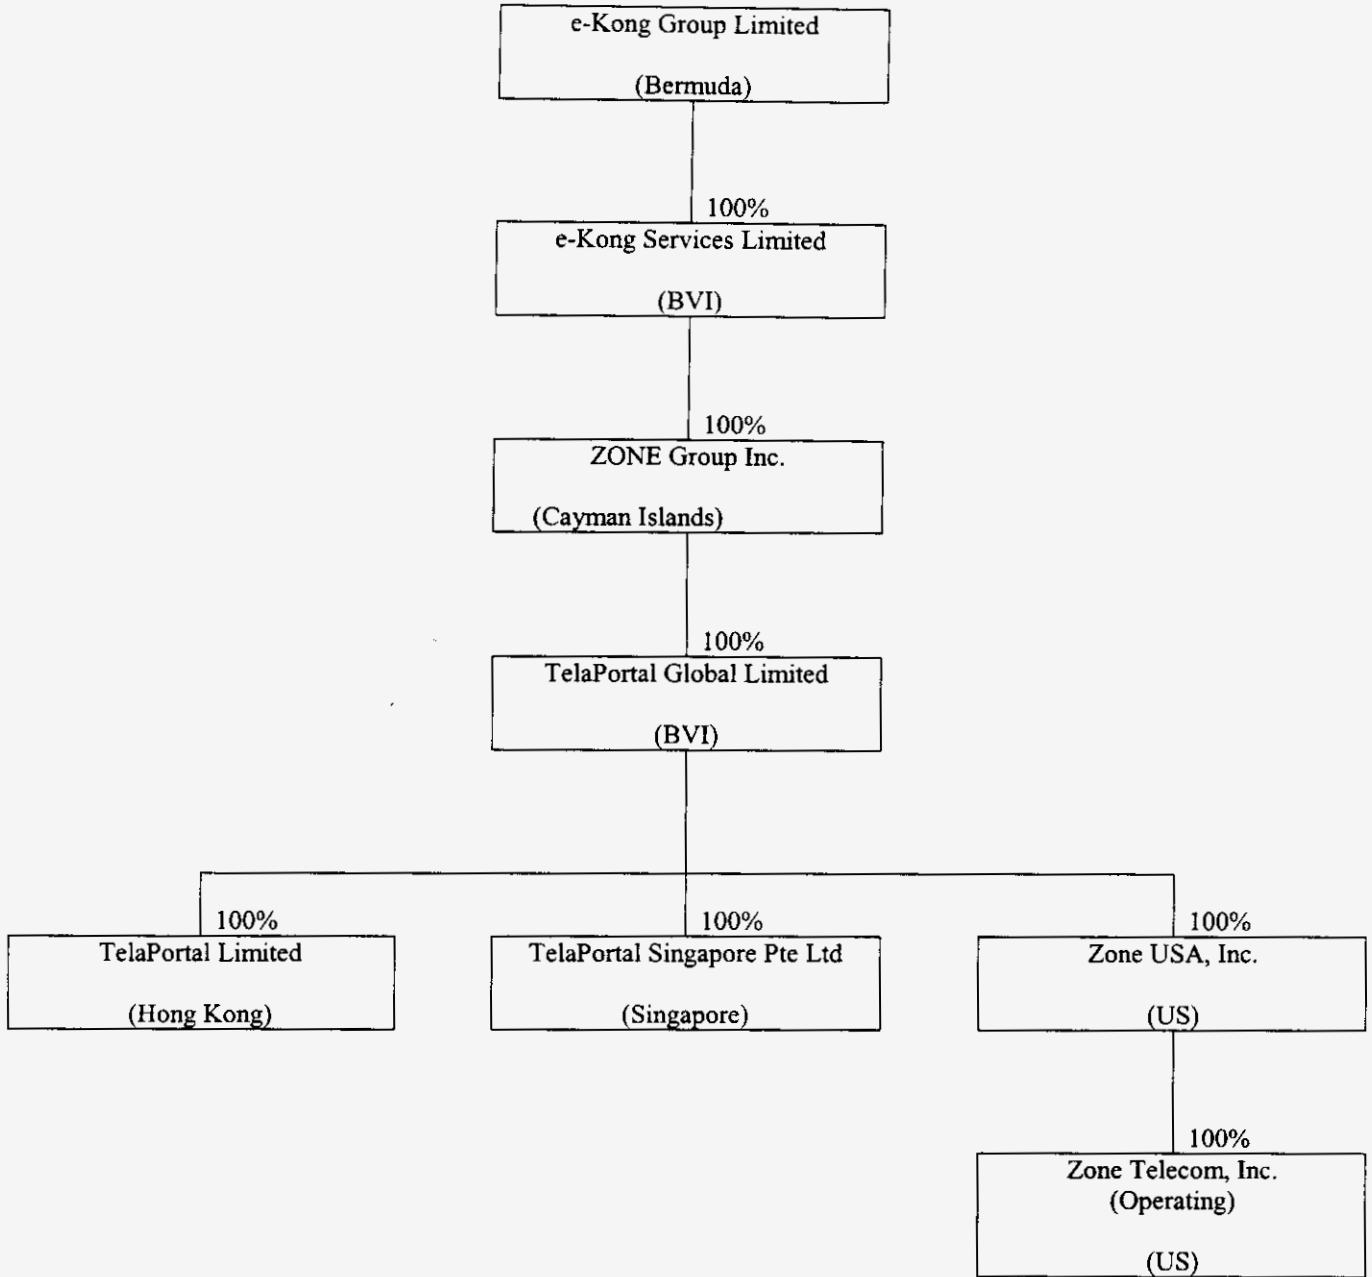 e-Kong Group Limited
(Bermuda)
100%
e-Kong Services Limited
(BVI)
100%
ZONE Group Inc.
(Cayman Islands)
100%
TelaPortal Global Limited
(BVI)
100%
TelaPortal Limited
(Hong Kong)
100%
TelaPortal Singapore Pte Ltd
(Singapore)
100%
Zone USA, Inc.
(US)
100%
Zone Telecom, Inc.
(Operating)
(US)